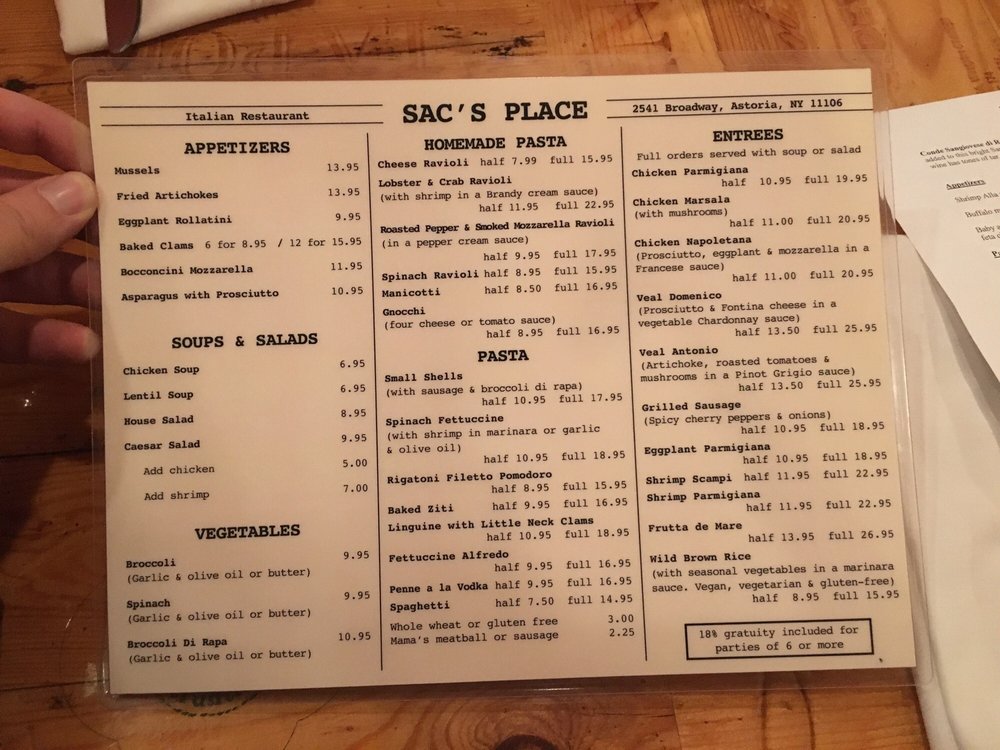 Italian Restaurant
SAC'S PLACE
2541 Broadway, Astoria, NY 11106
APPETIZERS
Mussels 13.95
Fried Artichokes 13.95
Eggplant Rollatini 9.95
Baked Clams 6 for 8.95 / 12 for 15.95
Bocconcini Mozzarella 11.95
Asparagus with Prosciutto 10.95
SOUPS & SALADS
Chicken Soup 6.95
Lentil Soup 6.95
House Salad 8.95
Caesar Salad 9.95
Add chicken 5.00
Add shrimp 7.00
VEGETABLES
Broccoli 9.95
(Garlic & olive oil or butter)
Spinach 9.95
(Garlic & olive oil or butter)
Broccoli Di Rapa 10.95
(Garlic & olive oil or butter)
HOMEMADE PASTA
Cheese Ravioli half 7.99 full 15.95
Lobster & Crab Ravioli
(with shrimp in a Brandy cream sauce)
half 11.95 full 22.95
Roasted Pepper & Smoked Mozzarella Ravioli
(in a pepper cream sauce)
half 9.95 full 17.95
Spinach Ravioli half 8.95 full 15.95
Manicotti half 8.50 full 16.95
Gnocchi
(four cheese or tomato sauce)
half 8.95 full 16.95
PASTA
Small Shells
(with sausage & broccoli di rapa)
half 10.95 full 17.95
Spinach Fettuccine
(with shrimp in marinara or garlic
& olive oil)
half 10.95 full 18.95
Rigatoni Filetto Pomodoro
half 8.95 full 15.95
Baked Ziti half 9.95 full 16.95
Linguine with Little Neck Clams
half 10.95 full 18.95
Fettuccine Alfredo
half 9.95 full 16.95
Penne a la Vodka half 9.95 full 16.95
Spaghetti half 7.50 full 14.95
Whole wheat or gluten free 3.00
Mama's meatball or sausage 2.25
ENTREES
Full orders served with soup or salad
Chicken Parmigiana
half 10.95 full 19.95
Chicken Marsala
(with mushrooms)
half 11.00 full 20.95
Chicken Napoletana
(Prosciutto, eggplant & mozzarella in a
Francese sauce)
half 11.00 full 20.95
Veal Domenico
(Prosciutto & Fontina cheese in a
vegetable Chardonnay sauce)
half 13.50 full 25.95
Veal Antonio
(Artichoke, roasted tomatoes &
mushrooms in a Pinot Grigio sauce)
half 13.50 full 25.95
Grilled Sausage
(Spicy cherry peppers & onions)
half 10.95 full 18.95
Eggplant Parmigiana
half 10.95 full 18.95
Shrimp Scampi half 11.95 full 22.95
Shrimp Parmigiana
half 11.95 full 22.95
Frutta de Mare
half 13.95 full 26.95
Wild Brown Rice
(with seasonal vegetables in a marinara
sauce. Vegan, vegetarian & gluten-free)
half 8.95 full 15.95
18% gratuity included for
parties of 6 or more
Conde Sangiovese di
added to this bright
wine has tones of
Appetizers
Shrimp Alla
Buffalo
Baby
feta